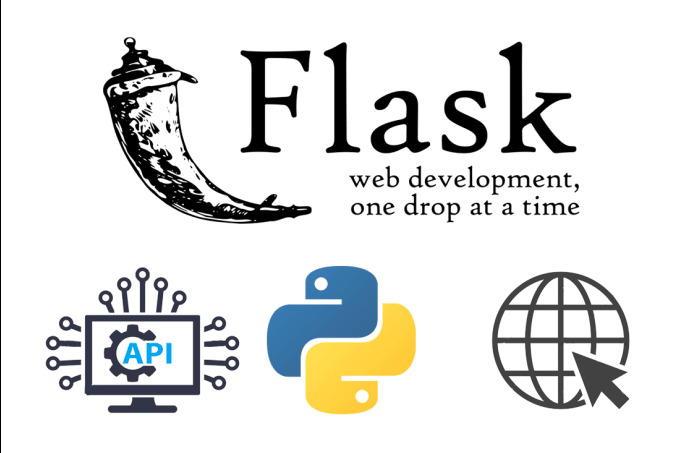 Flask
web development,
one drop at a time
API